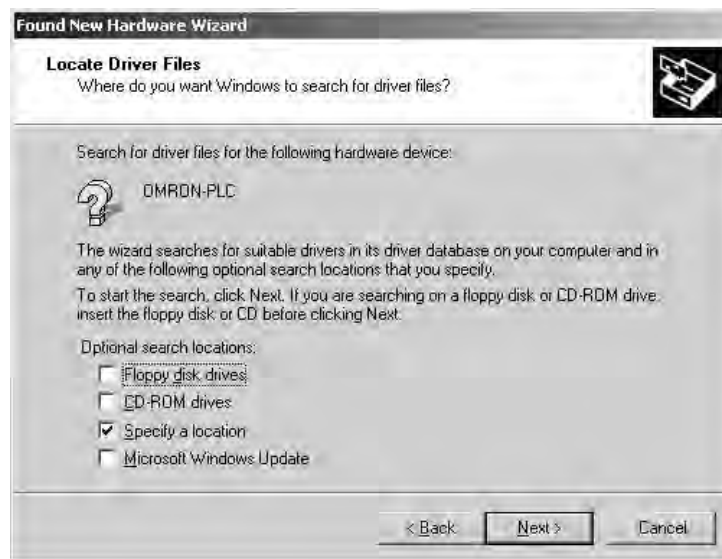 Found New Hardware Wizard
Locate Driver Files
Where do you want Windows to search for driver files?
Search for driver files for the following hardware device:
OMRON-PLC
The wizard searches for suitable drivers in its driver database on your computer and in
any of the following optional search locations that you specify.
To start the search, click Next. If you are searching on a floppy disk or CD-ROM drive,
insert the floppy disk or CD before clicking Next.
Optional search locations:
Floppy disk drives
CD-ROM drives
Specify a location
Microsoft Windows Update
< Back Next > Cancel